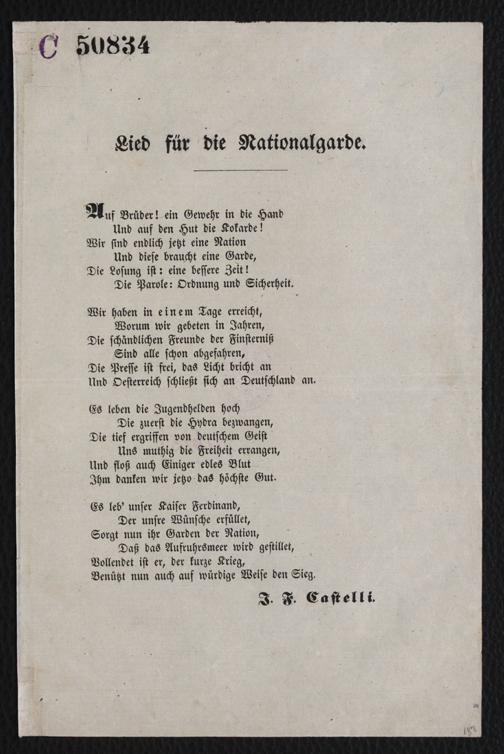 C 50834
Lied für die Nationalgarde.
Auf Brüder! ein Gewehr in die Hand
Und auf den Hut die Kokarde!
Wir sind endlich jetzt eine Nation
Und diese braucht eine Garde,
Die Losung ist: eine bessere Zeit!
Die Parole: Ordnung und Sicherheit.
Wir haben in einem Tage erreicht,
Worum wir gebeten in Jahren,
Die schändlichen Freunde der Finsterniß
Sind alle schon abgefahren,
Die Presse ist frei, das Licht bricht an
Und Oesterreich schließt sich an Deutschland an.
Es leben die Jugendhelden hoch
Die zuerst die Hydra bezwangen,
Die tief ergriffen von deutschem Geist
Uns muthig die Freiheit errangen,
Und floß auch Einiger edles Blut
Ihm danken wir jetzo das höchste Gut.
Es leb' unser Kaiser Ferdinand,
Der unsre Wünsche erfüllet,
Sorgt nun ihr Garden der Nation,
Daß das Aufruhrsmeer wird gestillet,
Vollendet ist er, der kurze Krieg,
Benützt nun auch auf würdige Weise den Sieg.
J. F. Castelli.